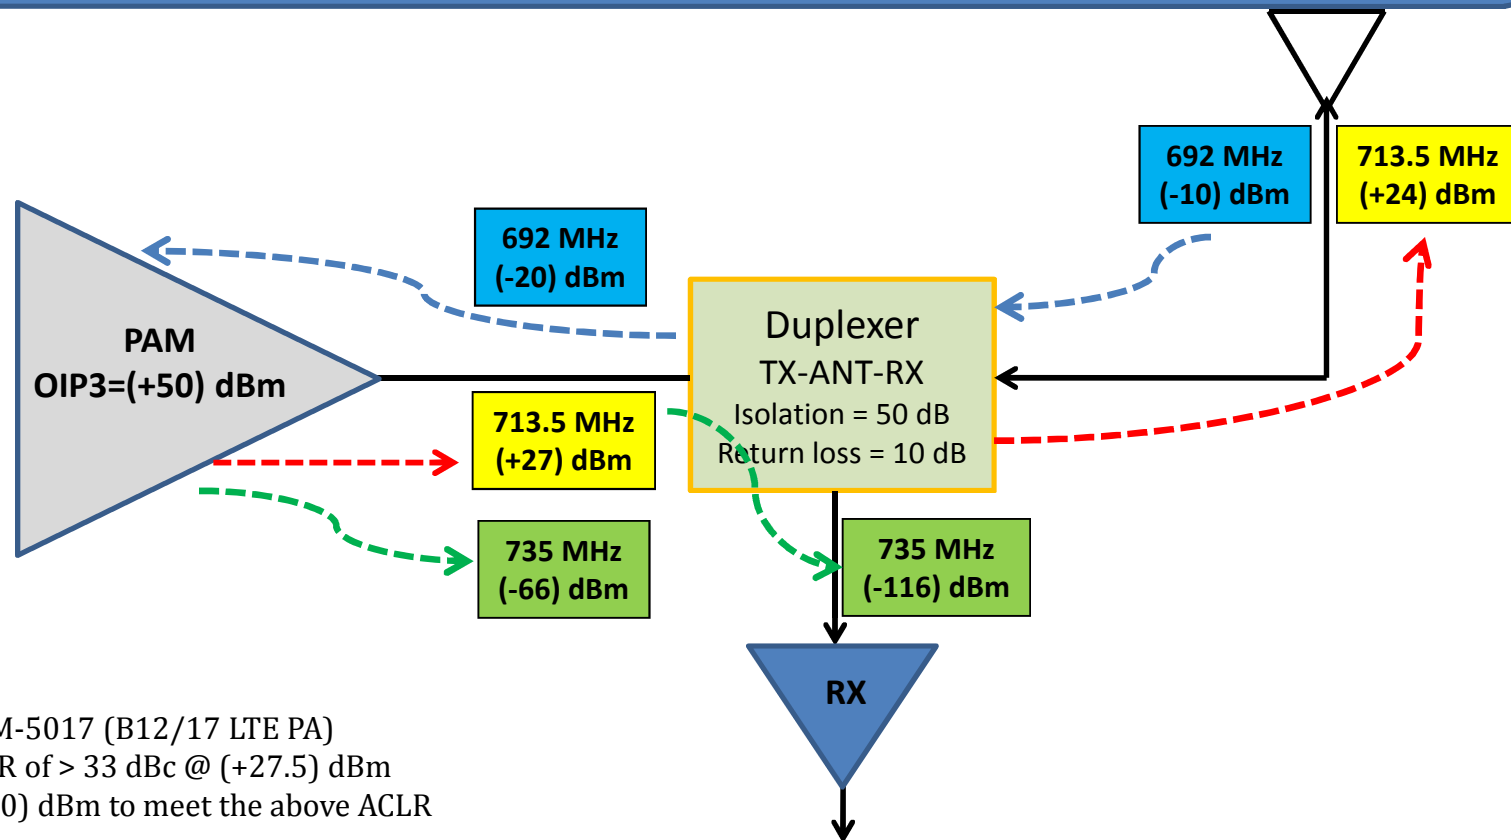 692 MHz
(-10) dBm
713.5 MHz
(+24) dBm
692 MHz
(-20) dBm
PAM
OIP3=(+50) dBm
Duplexer
TX-ANT-RX
Isolation = 50 dB
Return loss = 10 dB
713.5 MHz
(+27) dBm
735 MHz
(-66) dBm
735 MHz
(-116) dBm
RX
M-5017 (B12/17 LTE PA)
R of > 33 dBc @ (+27.5) dBm
0) dBm to meet the above ACLR